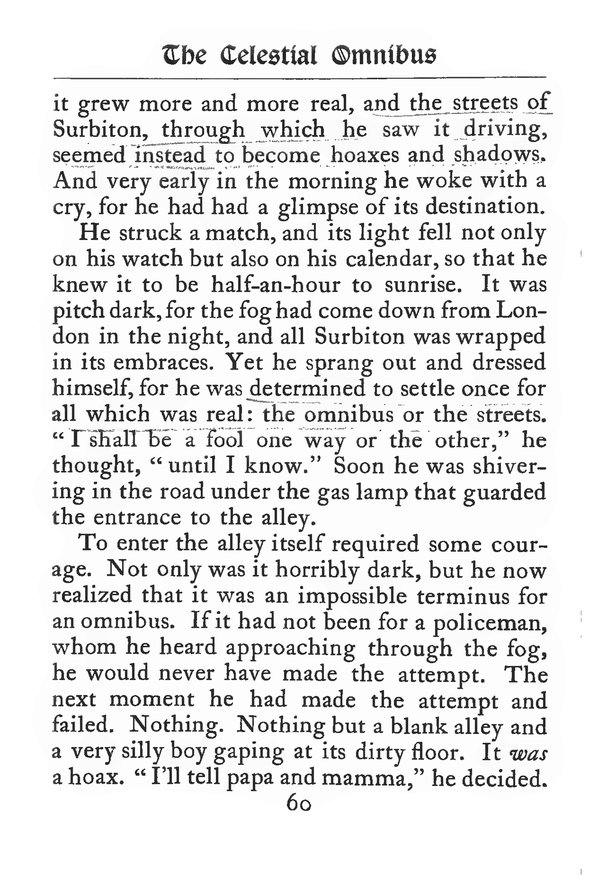 The Celestial Omnibus
it grew more and more real, and the streets of
Surbiton, through which he saw it driving,
seemed instead to become hoaxes and shadows.
And very early in the morning he woke with a
cry, for he had had a glimpse of its destination.
He struck a match, and its light fell not only
on his watch but also on his calendar, so that he
knew it to be half-an-hour to sunrise. It was
pitch dark, for the fog had come down from Lon-
don in the night, and all Surbiton was wrapped
in its embraces. Yet he sprang out and dressed
himself, for he was determined to settle once for
all which was real: the omnibus or the streets.
“I shall be a fool one way or the other,” he
thought, “until I know.” Soon he was shiver-
ing in the road under the gas lamp that guarded
the entrance to the alley.
To enter the alley itself required some cour-
age. Not only was it horribly dark, but he now
realized that it was an impossible terminus for
an omnibus. If it had not been for a policeman,
whom he heard approaching through the fog,
he would never have made the attempt. The
next moment he had made the attempt and
failed. Nothing. Nothing but a blank alley and
a very silly boy gaping at its dirty floor. It was
a hoax. “I’ll tell papa and mamma,” he decided.
60